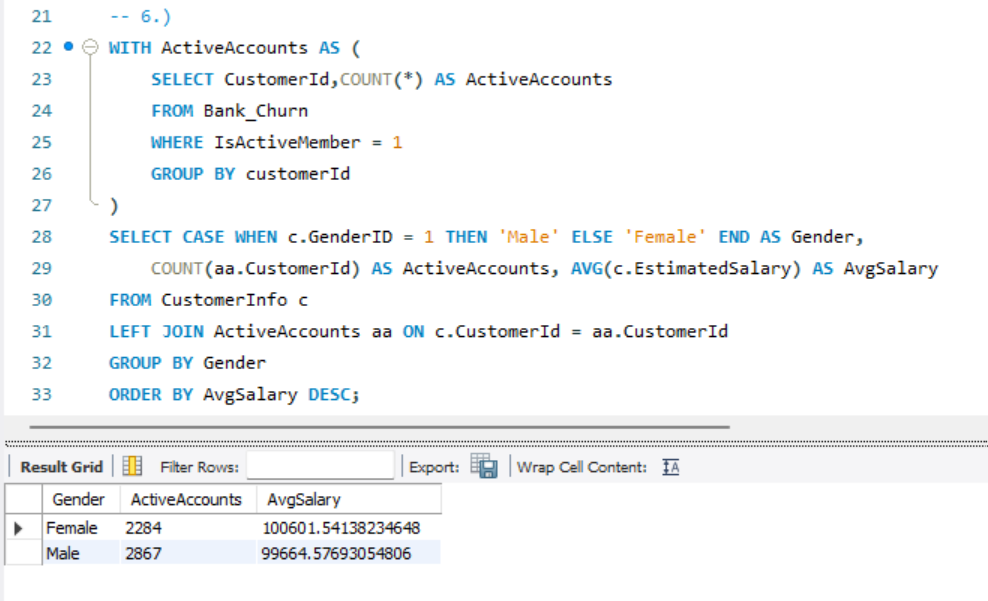 21 -- 6.)
22 WITH ActiveAccounts AS (
23 SELECT CustomerId,COUNT(*) AS ActiveAccounts
24 FROM Bank_Churn
25 WHERE IsActiveMember = 1
26 GROUP BY customerId
27 )
28 SELECT CASE WHEN c.GenderID = 1 THEN 'Male' ELSE 'Female' END AS Gender,
29 COUNT(aa.CustomerId) AS ActiveAccounts, AVG(c.EstimatedSalary) AS AvgSalary
30 FROM CustomerInfo c
31 LEFT JOIN ActiveAccounts aa ON c.CustomerId = aa.CustomerId
32 GROUP BY Gender
33 ORDER BY AvgSalary DESC;
Result Grid Filter Rows: Export: Wrap Cell Content: IA
Gender ActiveAccounts AvgSalary
Female 2284 100601.54138234648
Male 2867 99664.57693054806